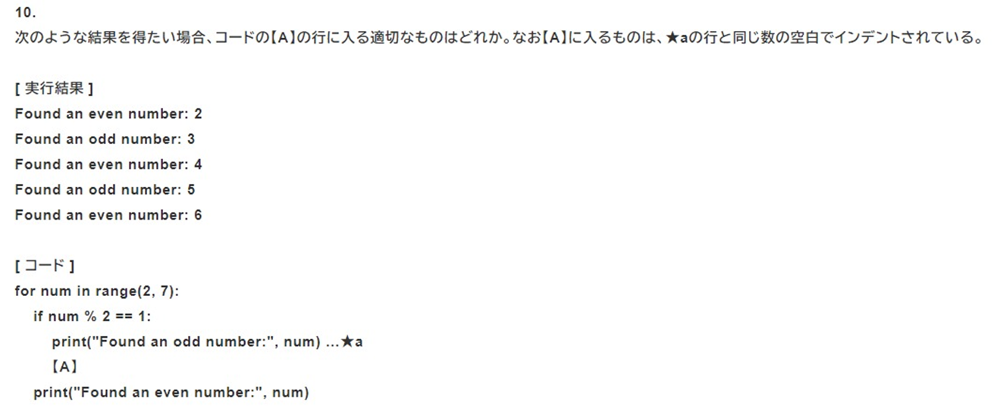 10.
次のような結果を得たい場合、コードの【A】の行に入る適切なものはどれか。なお【A】に入るものは、★aの行と同じ数の空白でインデントされている。
[ 実行結果 ]
Found an even number: 2
Found an odd number: 3
Found an even number: 4
Found an odd number: 5
Found an even number: 6
[ コード ]
for num in range(2, 7):
if num % 2 == 1:
print("Found an odd number:", num) …★a
【A】
print("Found an even number:", num)